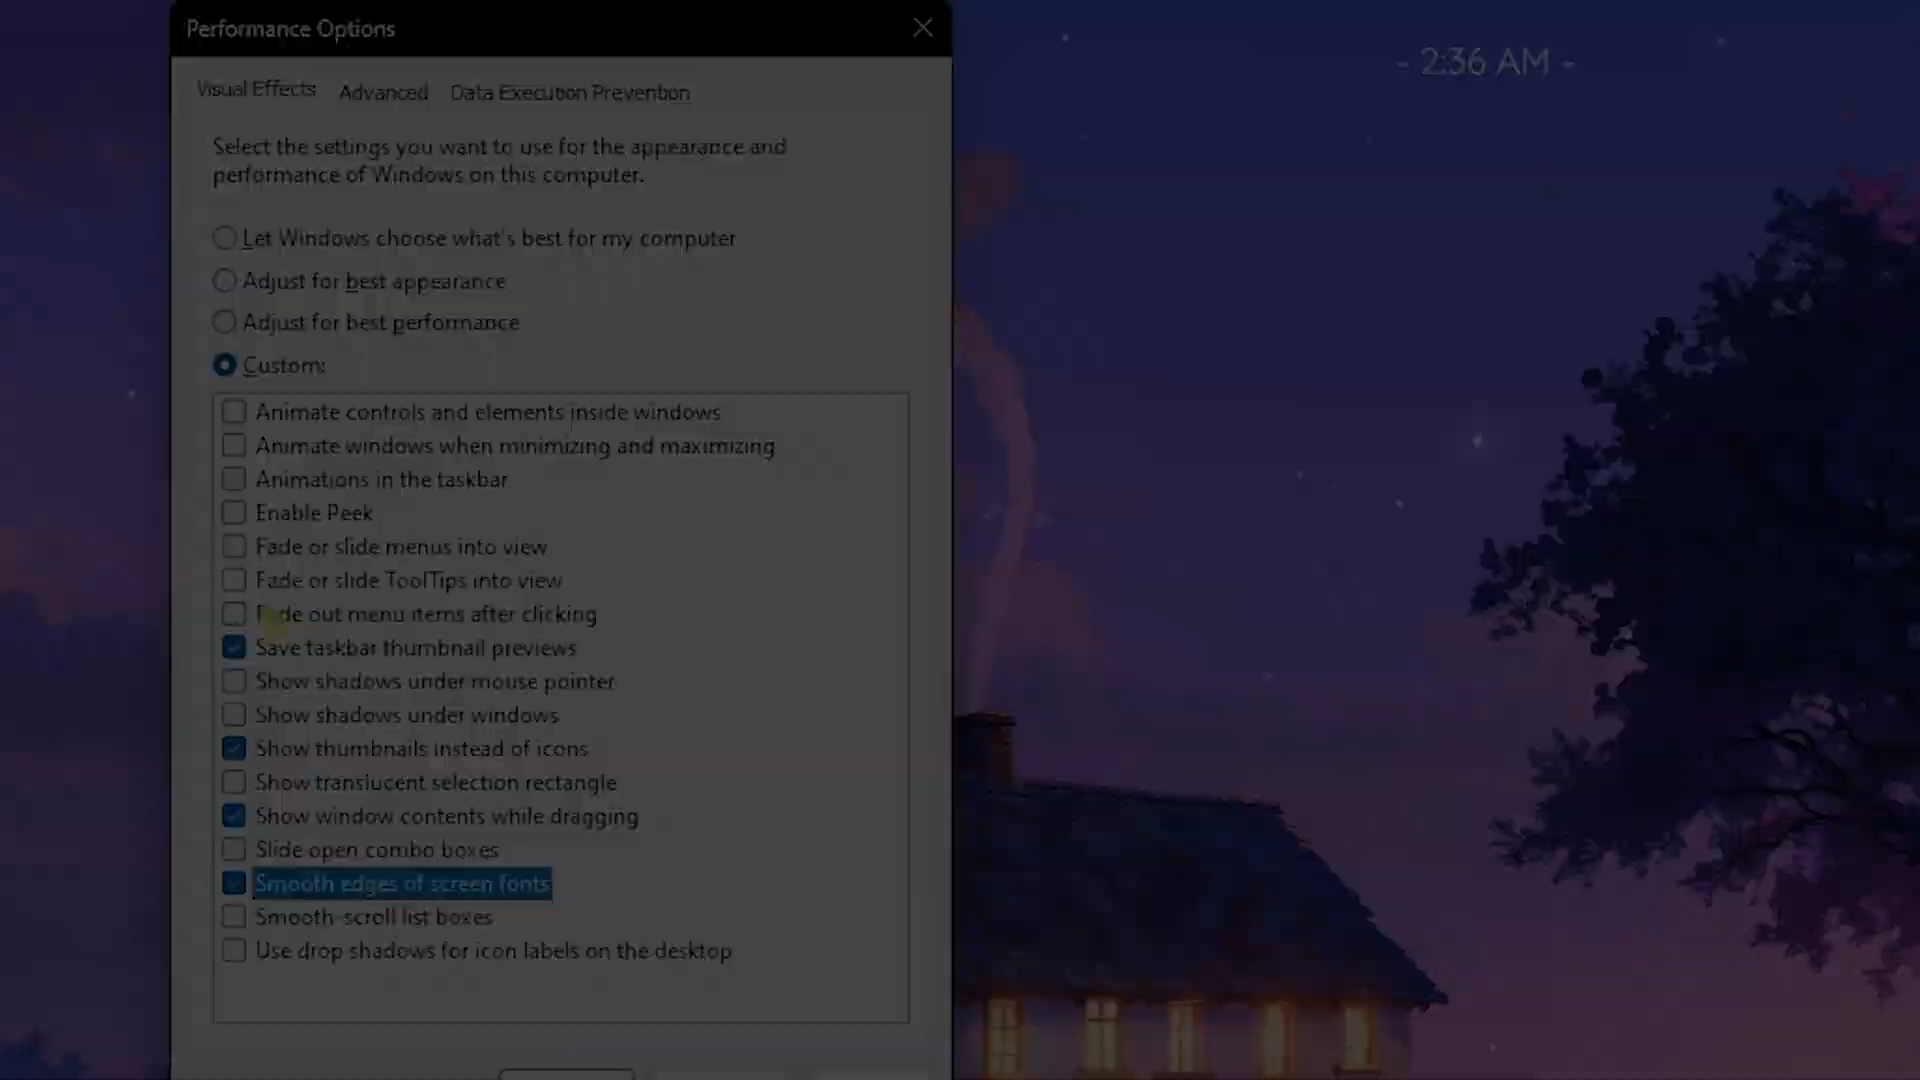 Performance Options
- 2:36 AM -
Visual Effects Advanced Data Execution Prevention
Select the settings you want to use for the appearance and
performance of Windows on this computer.
Let Windows choose what's best for my computer
Adjust for best appearance
Adjust for best performance
Custom:
Animate controls and elements inside windows
Animate windows when minimizing and maximizing
Animations in the taskbar
Enable Peek
Fade or slide menus into view
Fade or slide ToolTips into view
Fade out menu items after clicking
Save taskbar thumbnail previews
Show shadows under mouse pointer
Show shadows under windows
Show thumbnails instead of icons
Show translucent selection rectangle
Show window contents while dragging
Slide open combo boxes
Smooth edges of screen fonts
Smooth-scroll list boxes
Use drop shadows for icon labels on the desktop